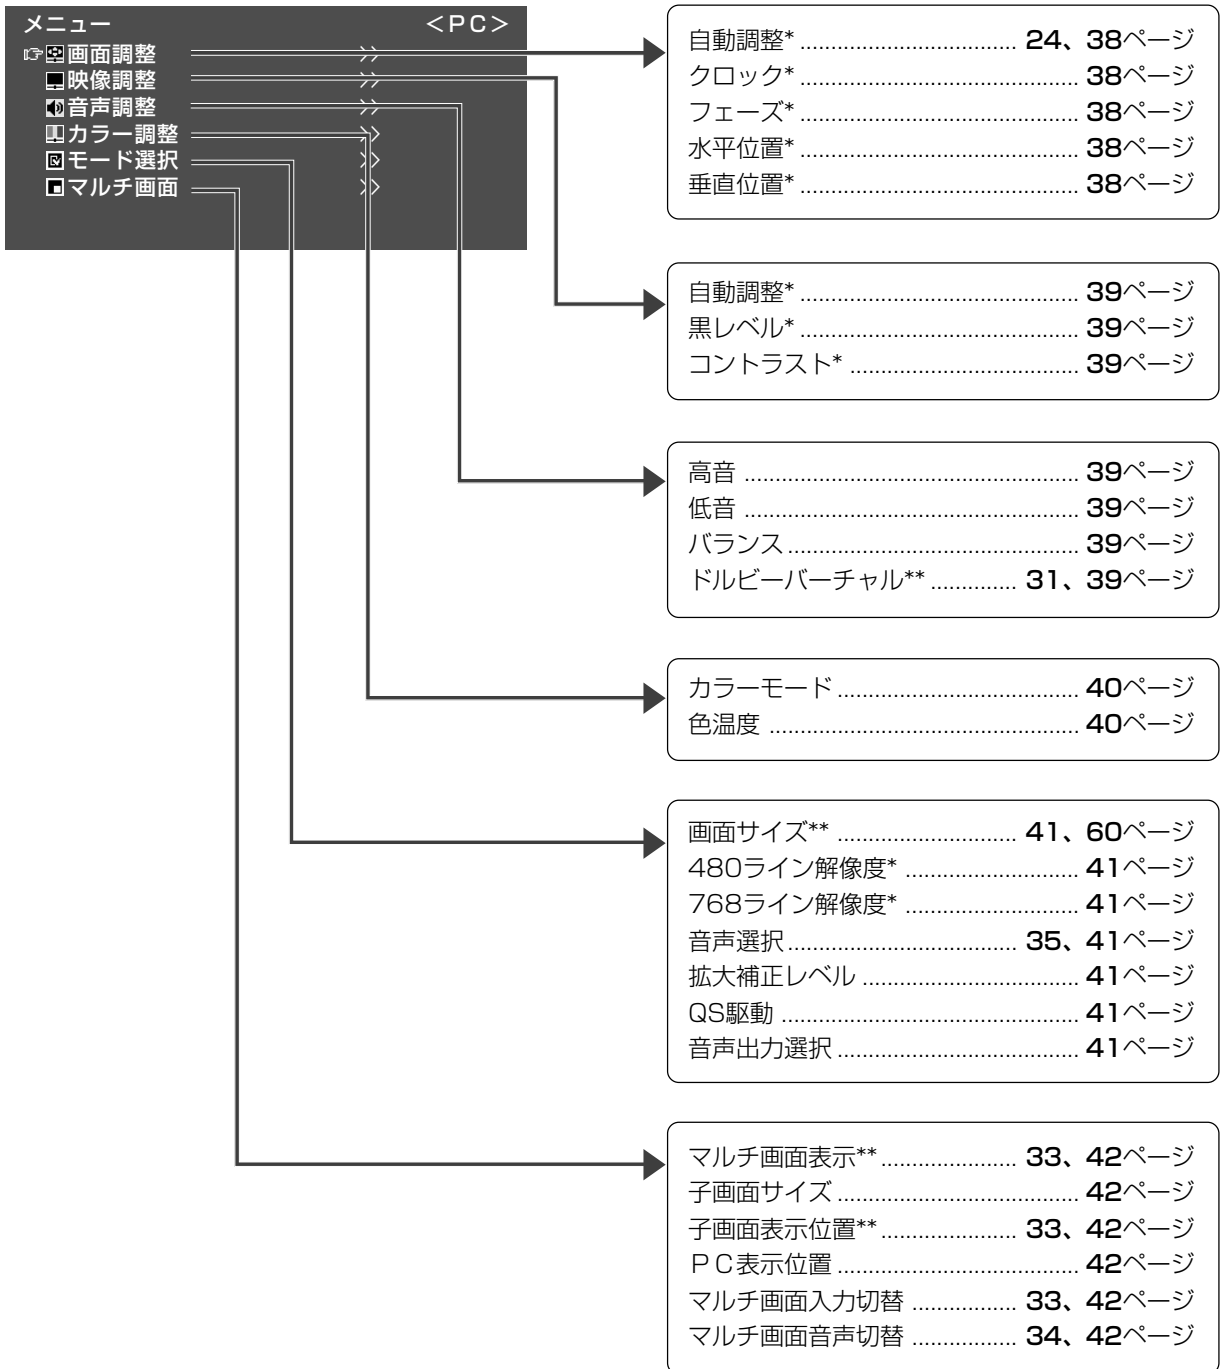 メニュー <PC>
☞画面調整 >>
映像調整 >>
音声調整 >>
カラー調整 >>
モード選択 >>
マルチ画面 >>
自動調整* .................................. 24、38ページ
クロック* ............................................. 38ページ
フェーズ* ............................................. 38ページ
水平位置* ............................................. 38ページ
垂直位置* ............................................. 38ページ
自動調整* ............................................. 39ページ
黒レベル* ............................................. 39ページ
コントラスト* ..................................... 39ページ
高音 ...................................................... 39ページ
低音 ...................................................... 39ページ
バランス ............................................... 39ページ
ドルビーバーチャル** .............. 31、39ページ
カラーモード ....................................... 40ページ
色温度 .................................................. 40ページ
画面サイズ** ............................. 41、60ページ
480ライン解像度* ............................ 41ページ
768ライン解像度* ............................ 41ページ
音声選択 ..................................... 35、41ページ
拡大補正レベル ................................... 41ページ
QS駆動 ................................................ 41ページ
音声出力選択 ....................................... 41ページ
マルチ画面表示** ...................... 33、42ページ
子画面サイズ ....................................... 42ページ
子画面表示位置** ...................... 33、42ページ
PC表示位置 ....................................... 42ページ
マルチ画面入力切替 ................. 33、42ページ
マルチ画面音声切替 ................. 34、42ページ